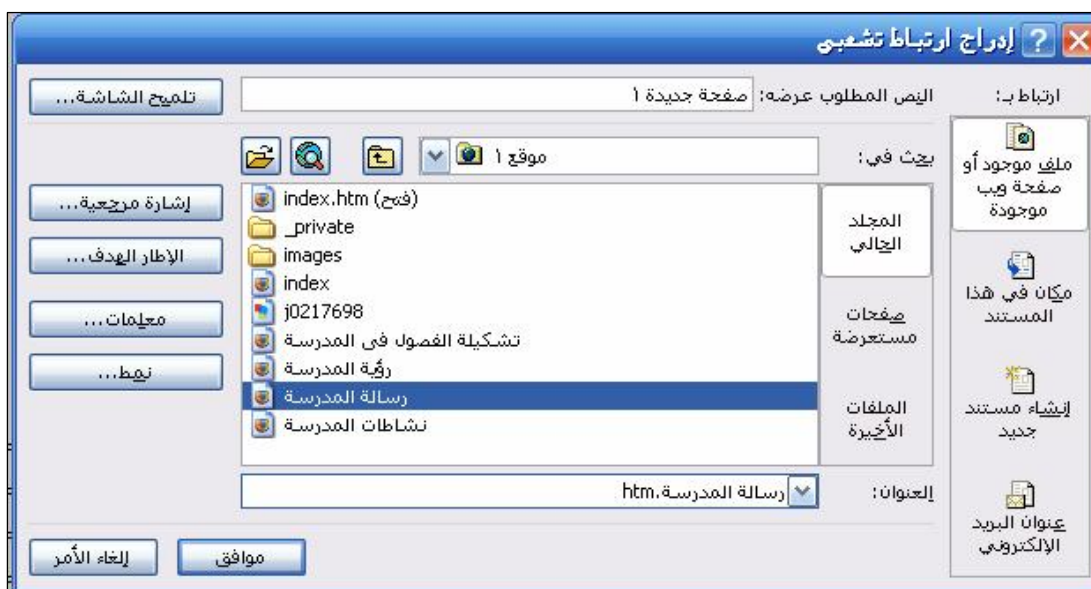 إدراج ارتباط تشعبي
ارتباط بـ:
النص المطلوب عرضه: صفحة جديدة ١
تلميح الشاشة...
ملف موجود أو
صفحة ويب
موجودة
مكان في هذا
المستند
إنشاء مستند
جديد
عنوان البريد
الإلكتروني
بحث في:
موقع ١
المجلد
الحالي
صفحات
مستعرضة
الملفات
الأخيرة
index.htm (فتح)
_private
images
index
j0217698
تشكيلة الفصول فى المدرسة
رؤية المدرسة
رسالة المدرسة
نشاطات المدرسة
إشارة مرجعية...
الإطار الهدف...
معلمات...
نمط...
العنوان:
رسالة المدرسة.htm
موافق
إلغاء الأمر